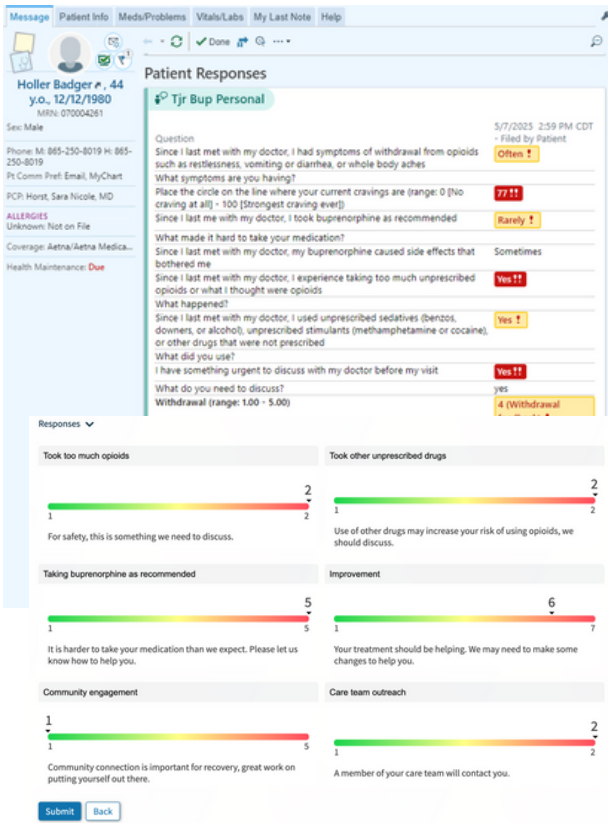 Message Patient Info Meds/Problems Vitals/Labs My Last Note Help
Done
Holler Badger, 44
y.o., 12/12/1980
MRN: 070004261
Sex: Male
Phone: M: 865-250-8019 H: 865-
250-8019
Pt Comm Pref: Email, MyChart
PCP: Horst, Sara Nicole, MD
ALLERGIES
Unknown: Not on File
Coverage: Aetna/Aetna Medica...
Health Maintenance: Due
Patient Responses
Tjr Bup Personal
5/7/2025 2:59 PM CDT
Question - Filed by Patient
Since I last met with my doctor, I had symptoms of withdrawal from opioids Often !
such as restlessness, vomiting or diarrhea, or whole body aches
What symptoms are you having?
Place the circle on the line where your current cravings are (range: 0 [No 77 !!
craving at all] - 100 [Strongest craving ever])
Since I last me with my doctor, I took buprenorphine as recommended Rarely !
What made it hard to take your medication?
Since I last met with my doctor, my buprenorphine caused side effects that Sometimes
bothered me
Since I last met with my doctor, I experience taking too much unprescribed Yes !!
opioids or what I thought were opioids
What happened?
Since I last met with my doctor, I used unprescribed sedatives (benzos, Yes !
downers, or alcohol), unprescribed stimulants (methamphetamine or cocaine),
or other drugs that were not prescribed
What did you use?
I have something urgent to discuss with my doctor before my visit Yes !!
What do you need to discuss? yes
Withdrawal (range: 1.00 - 5.00) 4 (Withdrawal
Responses
Took too much opioids
2
1 2
For safety, this is something we need to discuss.
Took other unprescribed drugs
2
1 2
Use of other drugs may increase your risk of using opioids, we
should discuss.
Taking buprenorphine as recommended
5
1 5
It is harder to take your medication than we expect. Please let us
know how to help you.
Improvement
6
1 7
Your treatment should be helping. We may need to make some
changes to help you.
Community engagement
1
1 5
Community connection is important for recovery, great work on
putting yourself out there.
Care team outreach
2
1 2
A member of your care team will contact you.
Submit Back